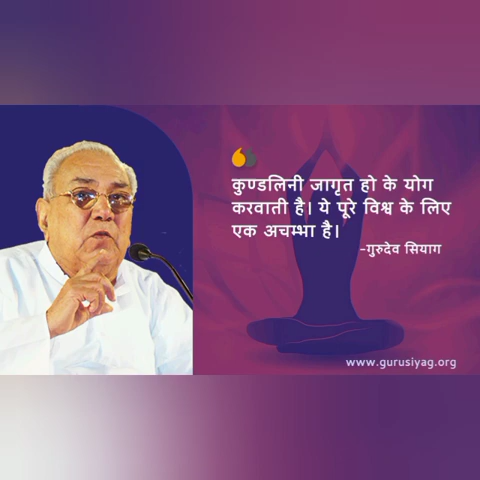 कुण्डलिनी जागृत हो के योग
करवाती है। ये पूरे विश्व के लिए
एक अचम्भा है।
-गुरुदेव सियाग
www.gurusiyag.org